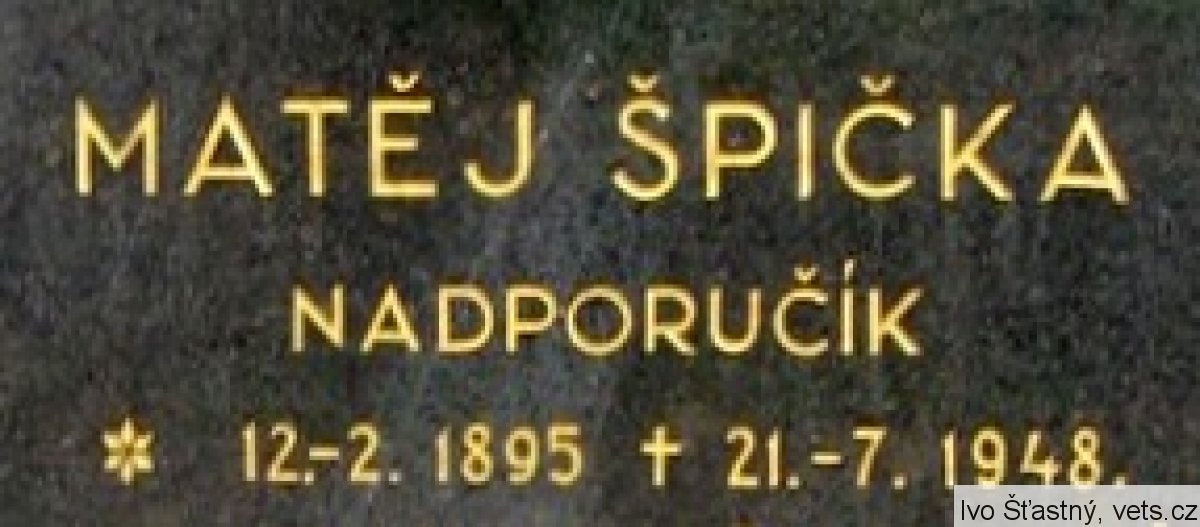 MATĚJ ŠPIČKA
NADPORUČÍK
* 12.-2. 1895 † 21.-7. 1948.
Ivo Šťastný, vets.cz